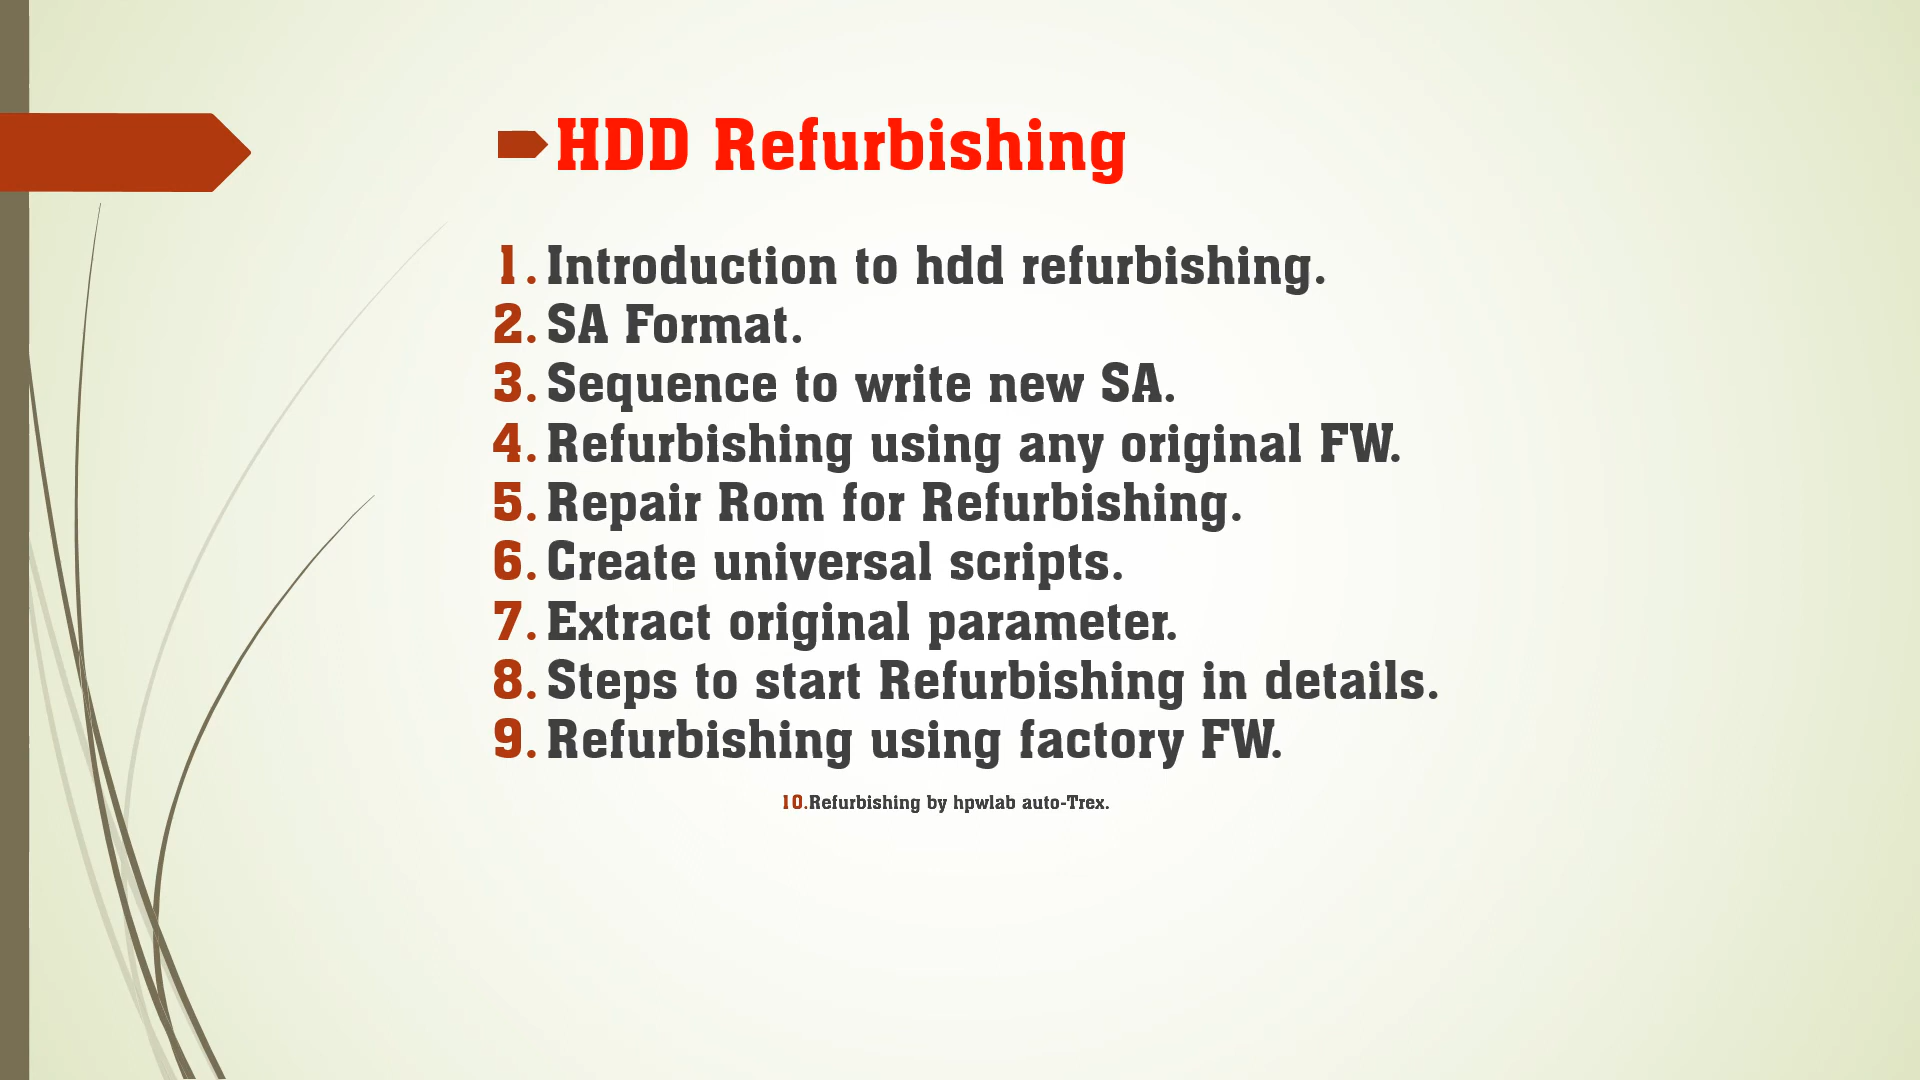 HDD Refurbishing
1. Introduction to hdd refurbishing.
2. SA Format.
3. Sequence to write new SA.
4. Refurbishing using any original FW.
5. Repair Rom for Refurbishing.
6. Create universal scripts.
7. Extract original parameter.
8. Steps to start Refurbishing in details.
9. Refurbishing using factory FW.
10.Refurbishing by hpwlab auto-Trex.